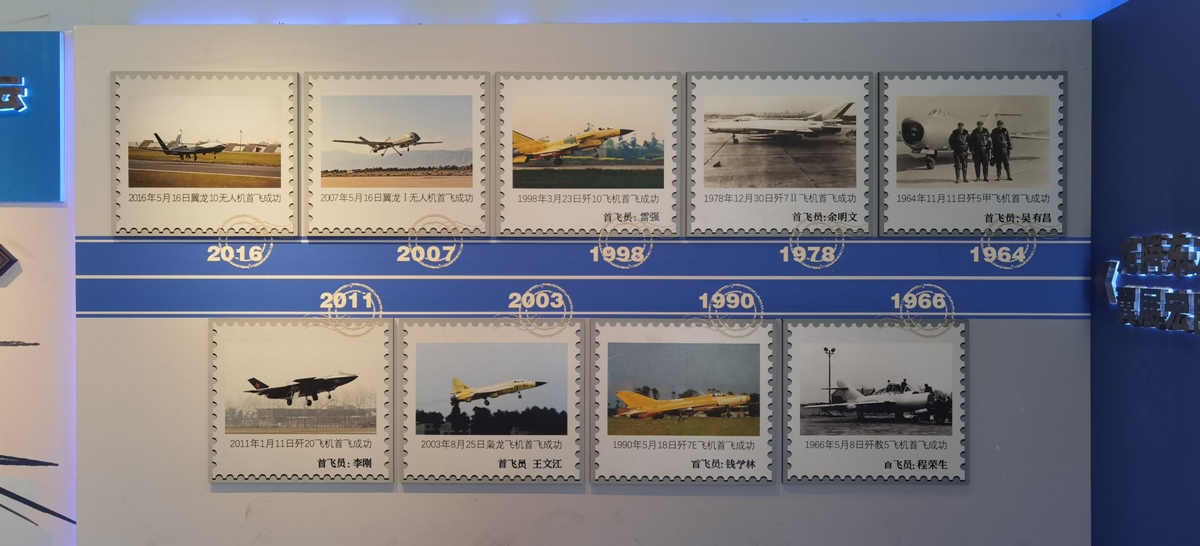 2016年5月16日翼龙10无人机首飞成功
2007年5月16日翼龙Ⅰ无人机首飞成功
1998年3月23日歼10飞机首飞成功
首飞员:雷强
1978年12月30日歼7Ⅱ飞机首飞成功
首飞员:余明文
1964年11月11日歼5甲飞机首飞成功
首飞员:吴有昌
2016
2007
1998
1978
1964
2011
2003
1990
1966
2011年1月11日歼20飞机首飞成功
首飞员:李刚
2003年8月25日枭龙飞机首飞成功
首飞员 王文江
1990年5月18日歼7E飞机首飞成功
首飞员:钱学林
1966年5月8日歼教5飞机首飞成功
首飞员:程荣生